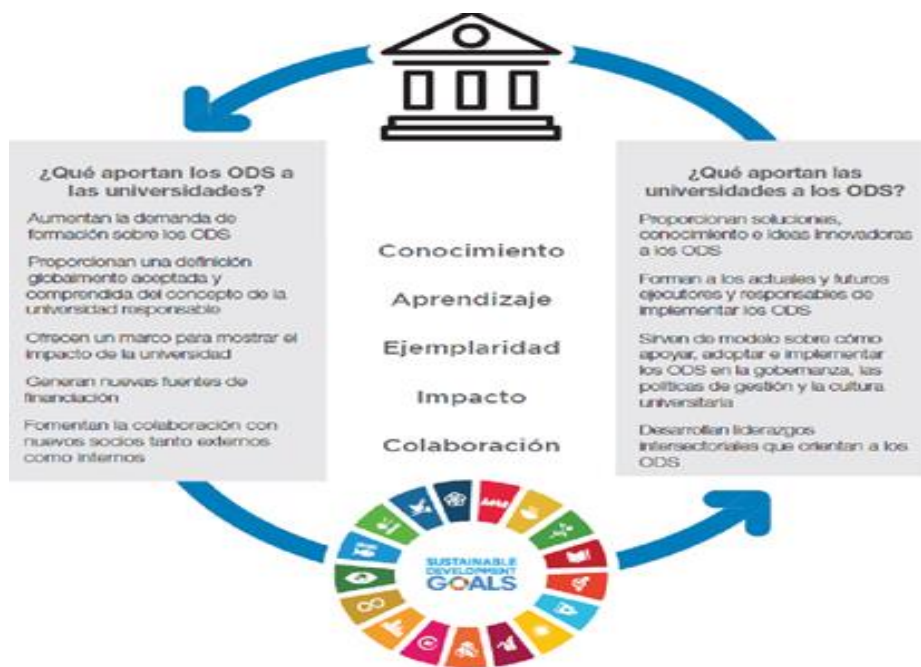 ¿Qué aportan los ODS a
las universidades?
Aumentan la demanda de
formación sobre los ODS
Proporcionan una definición
globalmente aceptada y
comprendida del concepto de la
universidad responsable
Ofrecen un marco para mostrar el
impacto de la universidad
Generan nuevas fuentes de
financiación
Fomentan la colaboración con
nuevos socios tanto externos
como internos
Conocimiento
Aprendizaje
Ejemplaridad
Impacto
Colaboración
¿Qué aportan las
universidades a los ODS?
Proporcionan soluciones,
conocimiento e ideas innovadoras
a los ODS
Forman a los actuales y futuros
ejecutores y responsables de
implementar los ODS
Sirven de modelo sobre cómo
apoyar, adoptar e implementar
los ODS en la gobernanza, las
políticas de gestión y la cultura
universitaria
Desarrollan liderazgos
intersectoriales que orientan a los
ODS
SUSTAINABLE
DEVELOPMENT
GOALS